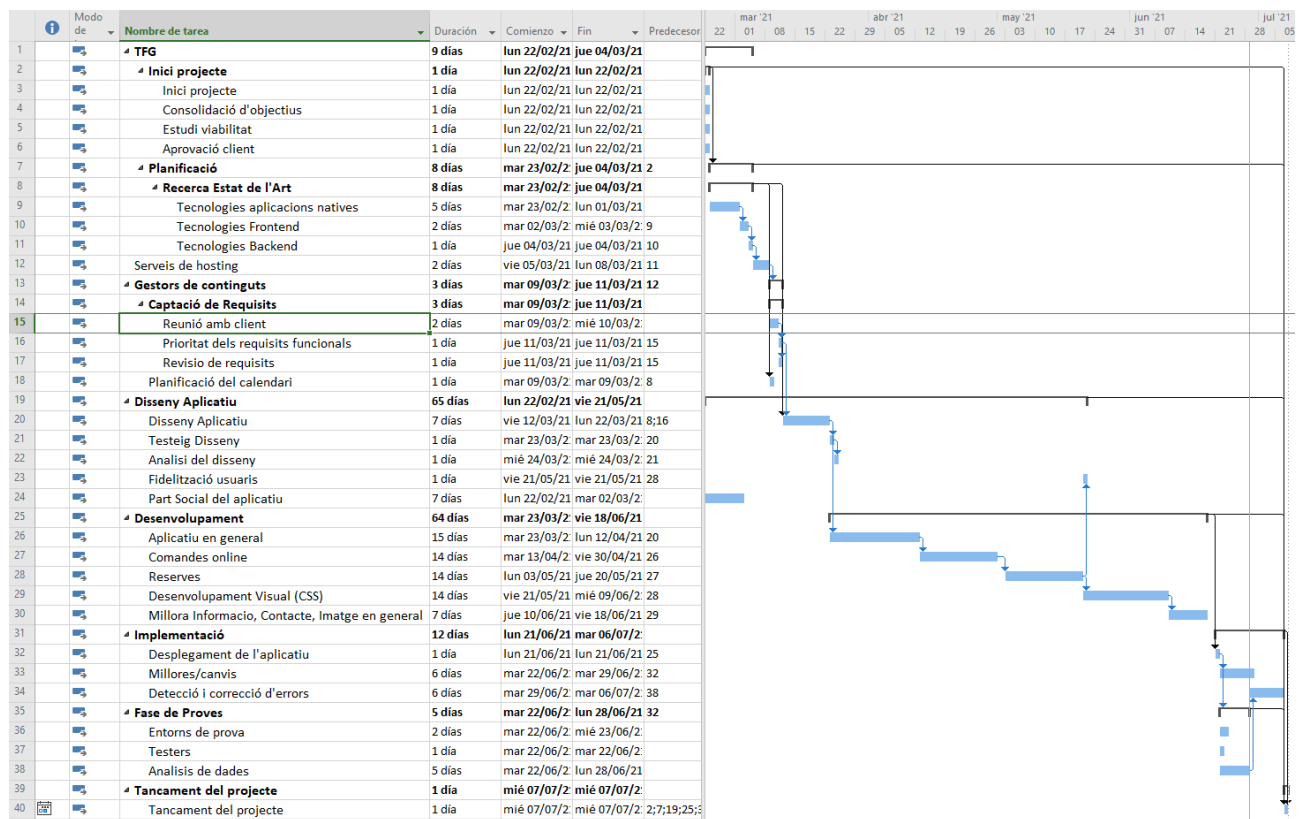 Modo de
Nombre de tarea Duración Comienzo Fin Predecesor
mar '21 abr '21 may '21 jun '21 jul '21
22 01 08 15 22 29 05 12 19 26 03 10 17 24 31 07 14 21 28 05
1 TFG 9 días lun 22/02/21 jue 04/03/21
2 Inici projecte 1 día lun 22/02/21 lun 22/02/21
3 Inici projecte 1 día lun 22/02/21 lun 22/02/21
4 Consolidació d'objectius 1 día lun 22/02/21 lun 22/02/21
5 Estudi viabilitat 1 día lun 22/02/21 lun 22/02/21
6 Aprovació client 1 día lun 22/02/21 lun 22/02/21
7 Planificació 8 días mar 23/02/2 jue 04/03/21 2
8 Recerca Estat de l'Art 8 días mar 23/02/2 jue 04/03/21
9 Tecnologies aplicacions natives 5 días mar 23/02/2 lun 01/03/21
10 Tecnologies Frontend 2 días mar 02/03/2 mié 03/03/2 9
11 Tecnologies Backend 1 día jue 04/03/21 jue 04/03/21 10
12 Serveis de hosting 2 días vie 05/03/21 lun 08/03/21 11
13 Gestors de continguts 3 días mar 09/03/2 jue 11/03/21 12
14 Captació de Requisits 3 días mar 09/03/2 jue 11/03/21
15 Reunió amb client 2 días mar 09/03/2 mié 10/03/2
16 Prioritat dels requisits funcionals 1 día jue 11/03/21 jue 11/03/21 15
17 Revisio de requisits 1 día jue 11/03/21 jue 11/03/21 15
18 Planificació del calendari 1 día mar 09/03/2 mar 09/03/2 8
19 Disseny Aplicatiu 65 días lun 22/02/21 vie 21/05/21
20 Disseny Aplicatiu 7 días vie 12/03/21 lun 22/03/21 8;16
21 Testeig Disseny 1 día mar 23/03/2 mar 23/03/2 20
22 Analisi del disseny 1 día mié 24/03/2 mié 24/03/2 21
23 Fidelització usuaris 1 día vie 21/05/21 vie 21/05/21 28
24 Part Social del aplicatiu 7 días lun 22/02/21 mar 02/03/2
25 Desenvolupament 64 días mar 23/03/2 vie 18/06/21
26 Aplicatiu en general 15 días mar 23/03/2 lun 12/04/21 20
27 Comandes online 14 días mar 13/04/2 vie 30/04/21 26
28 Reserves 14 días lun 03/05/21 jue 20/05/21 27
29 Desenvolupament Visual (CSS) 14 días vie 21/05/21 mié 09/06/21 28
30 Millora Informacio, Contacte, Imatge en general 7 días jue 10/06/21 vie 18/06/21 29
31 Implementació 12 días lun 21/06/21 mar 06/07/2
32 Desplegament de l'aplicatiu 1 día lun 21/06/21 lun 21/06/21 25
33 Millores/canvis 6 días mar 22/06/2 mar 29/06/21 32
34 Detecció i correcció d'errors 6 días mar 29/06/2 mar 06/07/2 38
35 Fase de Proves 5 días mar 22/06/2 lun 28/06/21 32
36 Entorns de prova 2 días mar 22/06/2 mié 23/06/2
37 Testers 1 día mar 22/06/2 mar 22/06/2
38 Analisis de dades 5 días mar 22/06/2 lun 28/06/21
39 Tancament del projecte 1 día mié 07/07/2 mié 07/07/2
40 Tancament del projecte 1 día mié 07/07/2 mié 07/07/2 2;7;19;25;3